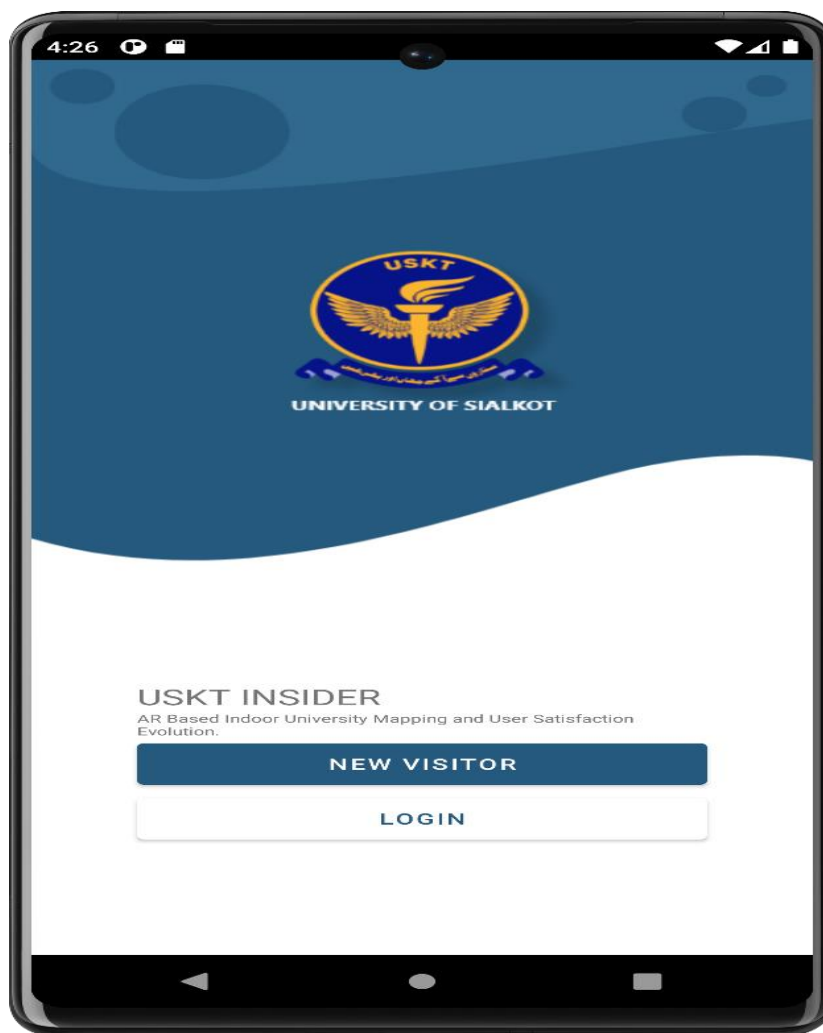 4:26
USKT
UNIVERSITY OF SIALKOT
USKT INSIDER
AR Based Indoor University Mapping and User Satisfaction
Evolution.
NEW VISITOR
LOGIN